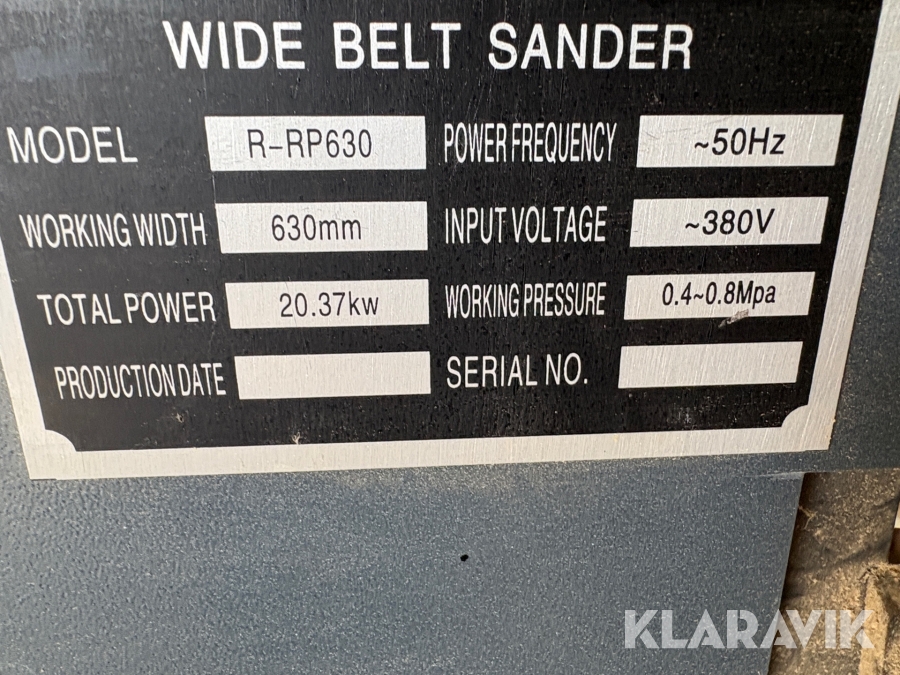 WIDE BELT SANDER
MODEL R-RP630 POWER FREQUENCY ~50Hz
WORKING WIDTH 630mm INPUT VOLTAGE ~380V
TOTAL POWER 20.37kw WORKING PRESSURE 0.4~0.8Mpa
PRODUCTION DATE SERIAL NO.
KLARAVIK